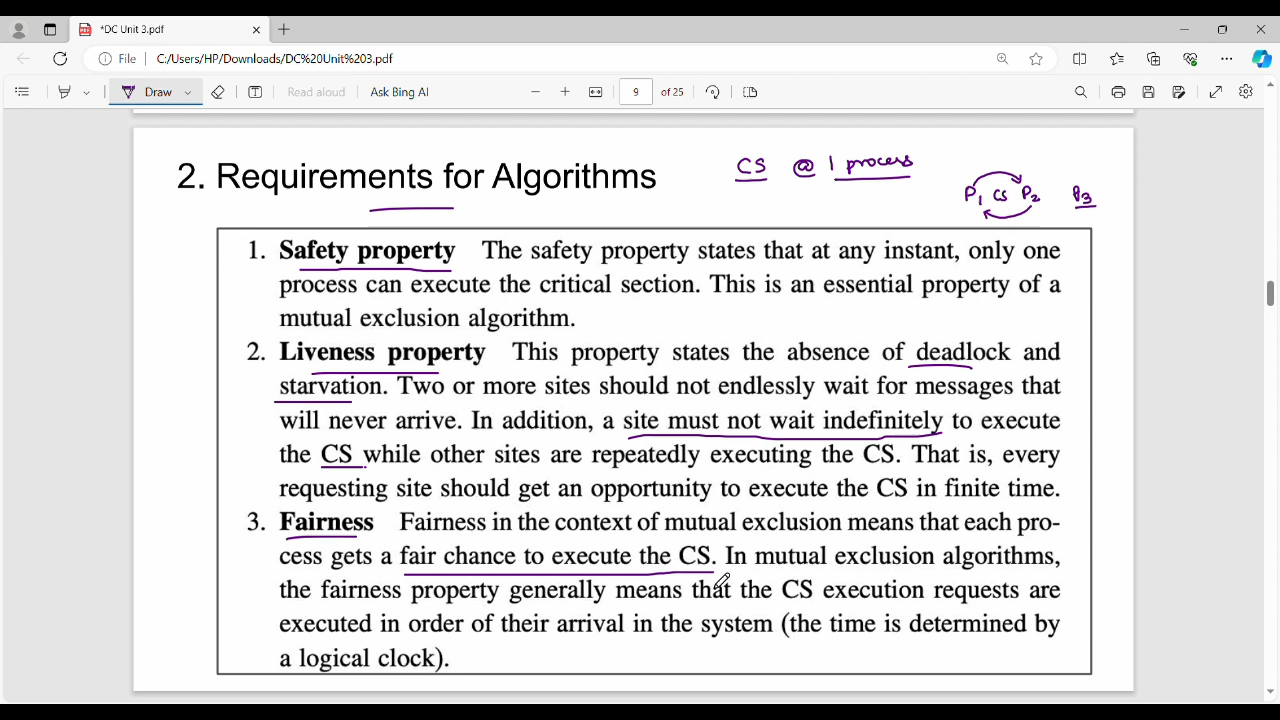 *DC Unit 3.pdf
File C:/Users/HP/Downloads/DC%20Unit%203.pdf
Draw Read aloud Ask Bing AI 9 of 25
2. Requirements for Algorithms CS @ 1 process
P1 CS P2 P3
1. Safety property The safety property states that at any instant, only one
process can execute the critical section. This is an essential property of a
mutual exclusion algorithm.
2. Liveness property This property states the absence of deadlock and
starvation. Two or more sites should not endlessly wait for messages that
will never arrive. In addition, a site must not wait indefinitely to execute
the CS while other sites are repeatedly executing the CS. That is, every
requesting site should get an opportunity to execute the CS in finite time.
3. Fairness Fairness in the context of mutual exclusion means that each pro-
cess gets a fair chance to execute the CS. In mutual exclusion algorithms,
the fairness property generally means that the CS execution requests are
executed in order of their arrival in the system (the time is determined by
a logical clock).